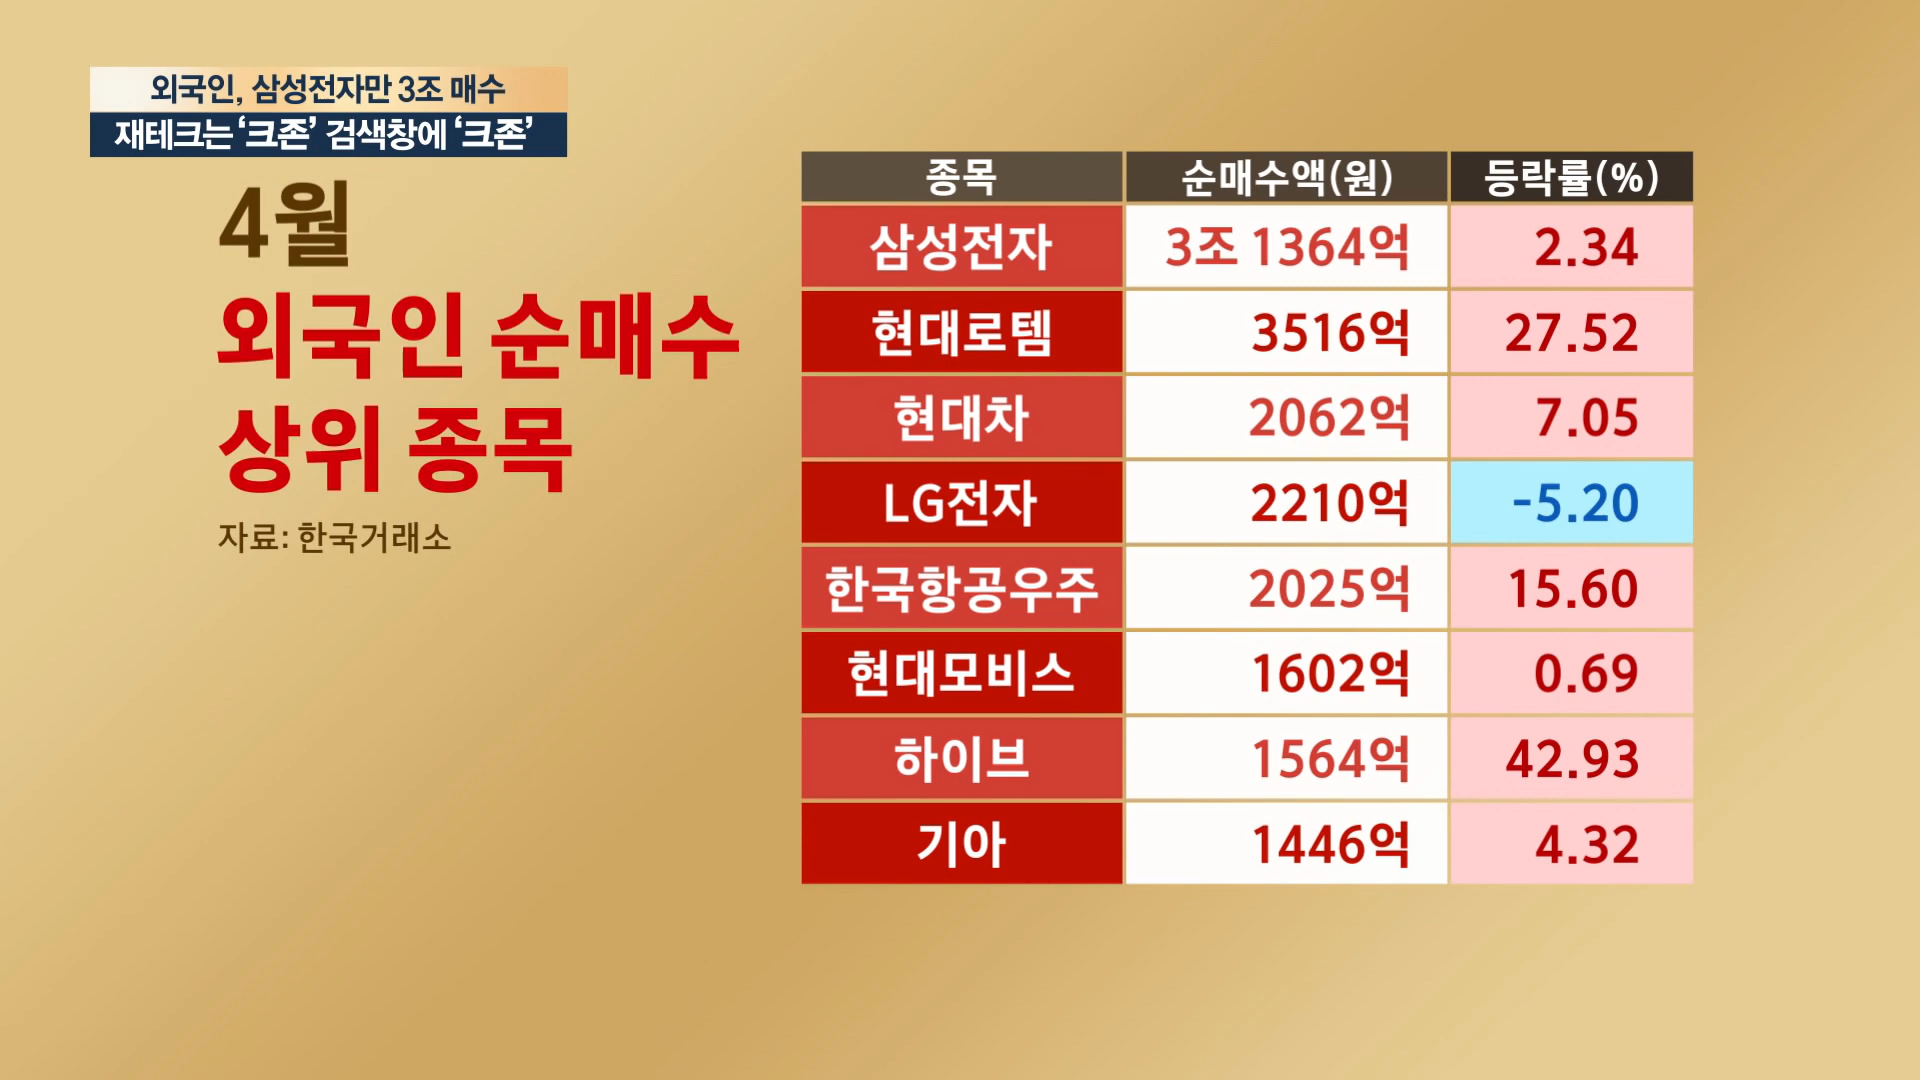 외국인, 삼성전자만 3조 매수
재테크는 ‘크존’ 검색창에 ‘크존’
4월
외국인 순매수
상위 종목
자료: 한국거래소
종목 순매수액(원) 등락률(%)
삼성전자 3조 1364억 2.34
현대로템 3516억 27.52
현대차 2062억 7.05
LG전자 2210억 -5.20
한국항공우주 2025억 15.60
현대모비스 1602억 0.69
하이브 1564억 42.93
기아 1446억 4.32